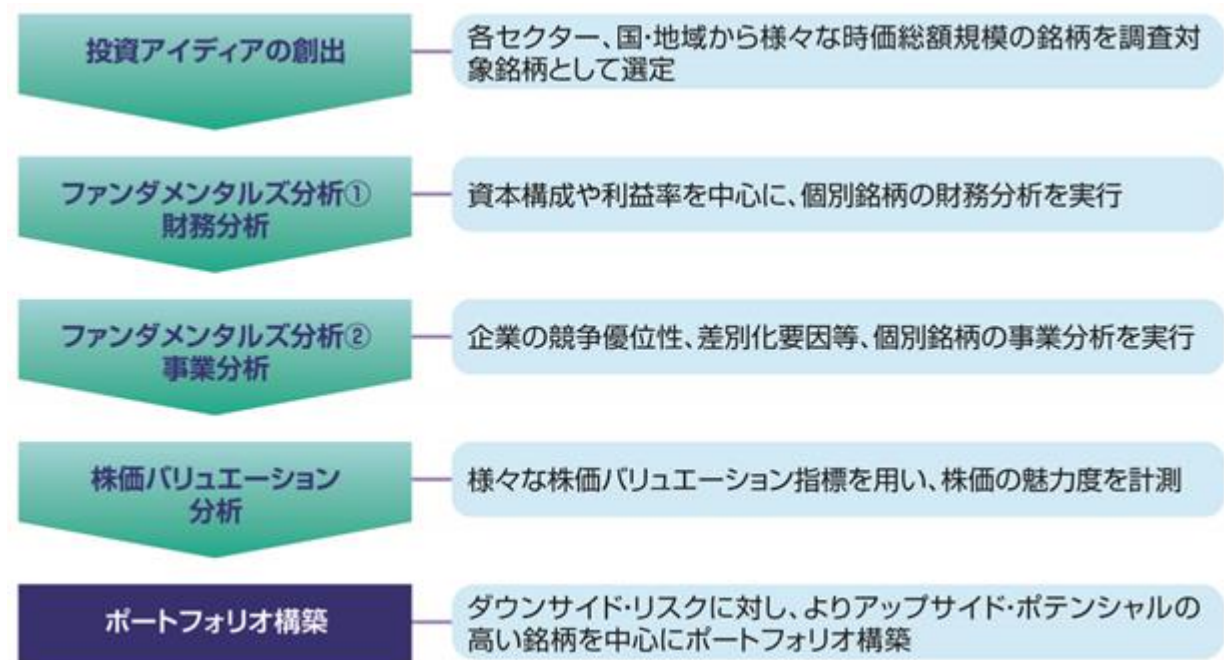 投資アイディアの創出
各セクター、国・地域から様々な時価総額規模の銘柄を調査対
象銘柄として選定
ファンダメンタルズ分析①
財務分析
資本構成や利益率を中心に、個別銘柄の財務分析を実行
ファンダメンタルズ分析②
事業分析
企業の競争優位性、差別化要因等、個別銘柄の事業分析を実行
株価バリュエーション
分析
様々な株価バリュエーション指標を用い、株価の魅力度を計測
ポートフォリオ構築
ダウンサイド・リスクに対し、よりアップサイド・ポテンシャルの
高い銘柄を中心にポートフォリオ構築